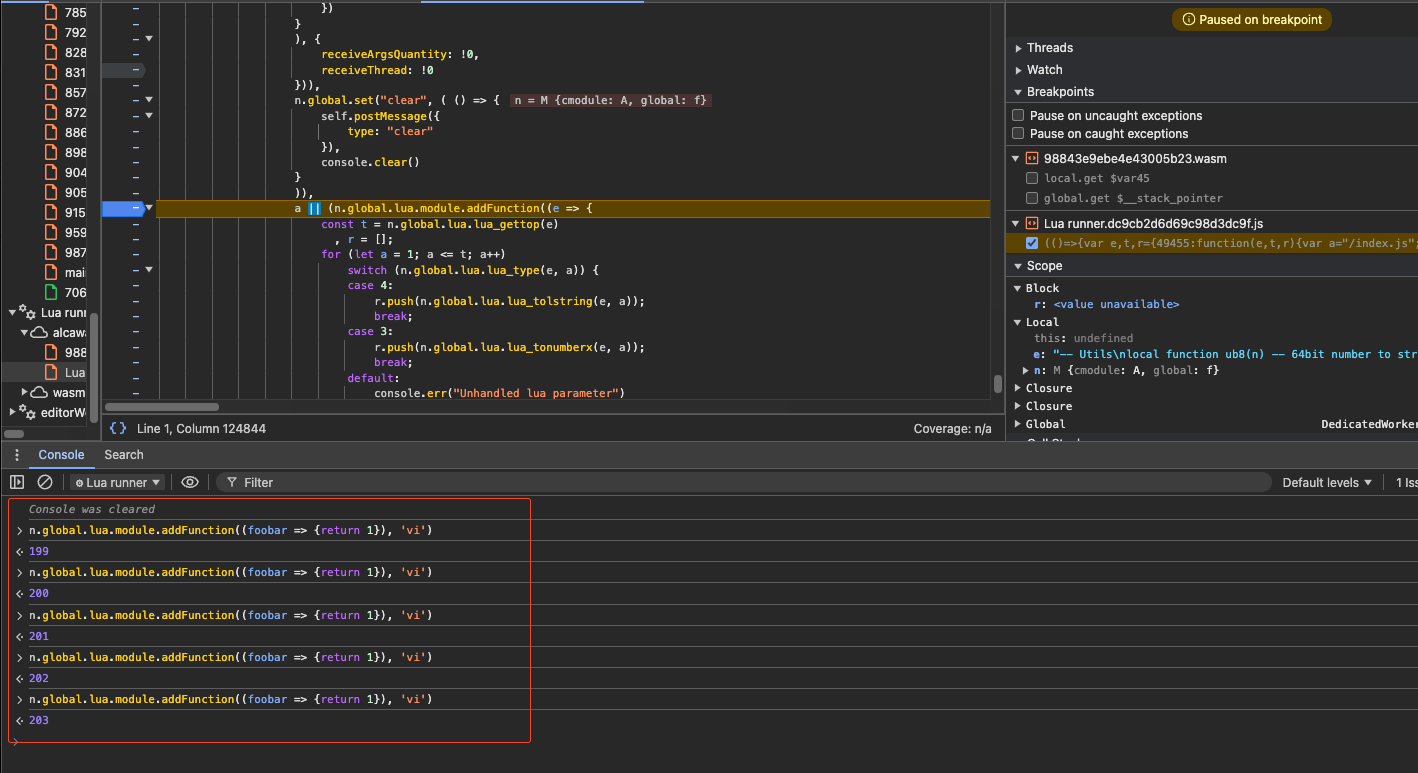 785
792
828
831
857
872
886
898
904
905
915
959
987
mai
706
Lua runn
alcaw
988
Lua
wasm
editorW
})
}
), {
receiveArgsQuantity: !0,
receiveThread: !0
})),
n.global.set("clear", ( () => { n = M {cmodule: A, global: f}
self.postMessage({
type: "clear"
}),
console.clear()
}
)),
a || (n.global.lua.module.addFunction((e => {
const t = n.global.lua.lua_gettop(e)
, r = [];
for (let a = 1; a <= t; a++)
switch (n.global.lua.lua_type(e, a)) {
case 4:
r.push(n.global.lua.lua_tolstring(e, a));
break;
case 3:
r.push(n.global.lua.lua_tonumberx(e, a));
break;
default:
console.err("Unhandled lua parameter")
{} Line 1, Column 124844 Coverage: n/a
Paused on breakpoint
Threads
Watch
Breakpoints
Pause on uncaught exceptions
Pause on caught exceptions
98843e9ebe4e43005b23.wasm
local.get $var45
global.get $__stack_pointer
Lua runner.dc9cb2d6d69c98d3dc9f.js
(()=>{var e,t,r={49455:function(e,t,r){var a="/index.js";
Scope
Block
r: <value unavailable>
Local
this: undefined
e: "-- Utils\nlocal function ub8(n) -- 64bit number to str
n: M {cmodule: A, global: f}
Closure
Closure
Global DedicatedWorker
Console Search
Lua runner Filter Default levels 1 Iss
Console was cleared
n.global.lua.module.addFunction((foobar => {return 1}), 'vi')
199
n.global.lua.module.addFunction((foobar => {return 1}), 'vi')
200
n.global.lua.module.addFunction((foobar => {return 1}), 'vi')
201
n.global.lua.module.addFunction((foobar => {return 1}), 'vi')
202
n.global.lua.module.addFunction((foobar => {return 1}), 'vi')
203